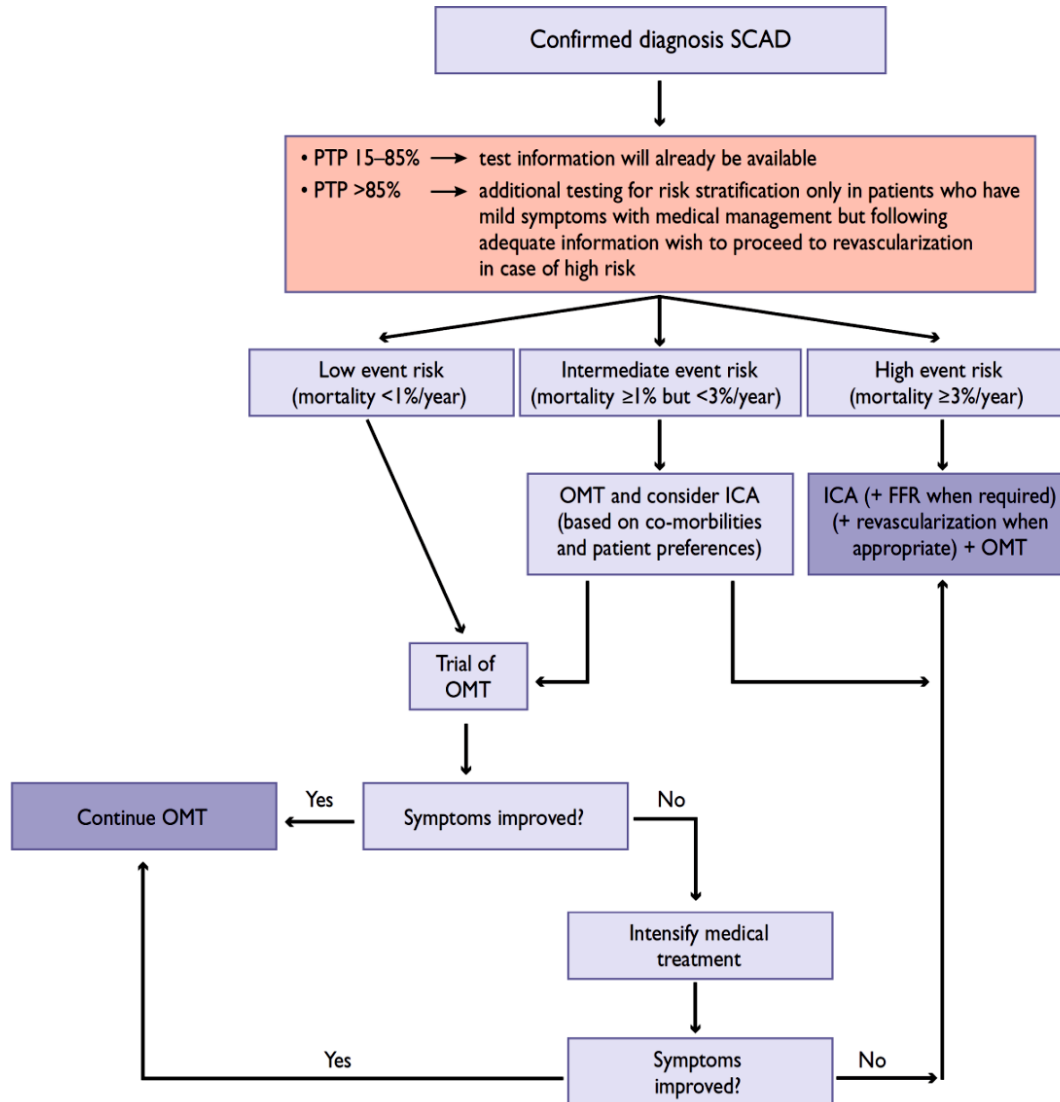 Confirmed diagnosis SCAD
• PTP 15–85% → test information will already be available
• PTP >85% → additional testing for risk stratification only in patients who have
mild symptoms with medical management but following
adequate information wish to proceed to revascularization
in case of high risk
Low event risk
(mortality <1%/year)
Intermediate event risk
(mortality ≥1% but <3%/year)
High event risk
(mortality ≥3%/year)
OMT and consider ICA
(based on co-morbilities
and patient preferences)
ICA (+ FFR when required)
(+ revascularization when
appropriate) + OMT
Trial of
OMT
Continue OMT
Yes
Symptoms improved?
No
Intensify medical
treatment
Yes
Symptoms
improved?
No